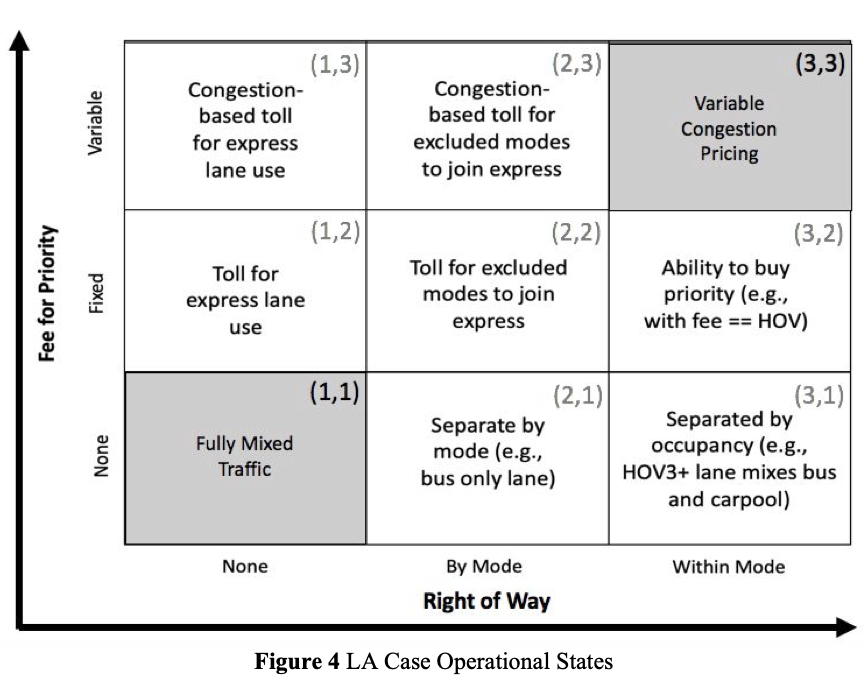 (1,3)
Congestion-
based toll
for express
lane use
(2,3)
Congestion-
based toll for
excluded modes
to join express
(3,3)
Variable
Congestion
Pricing
Variable
(1,2)
Toll for
express lane
use
(2,2)
Toll for excluded
modes to join
express
(3,2)
Ability to buy
priority (e.g.,
with fee == HOV)
Fixed
Fee for Priority
(1,1)
Fully Mixed
Traffic
(2,1)
Separate by
mode (e.g.,
bus only lane)
(3,1)
Separated by
occupancy (e.g.,
HOV3+ lane mixes bus
and carpool)
None
None
By Mode
Within Mode
Right of Way
Figure 4 LA Case Operational States